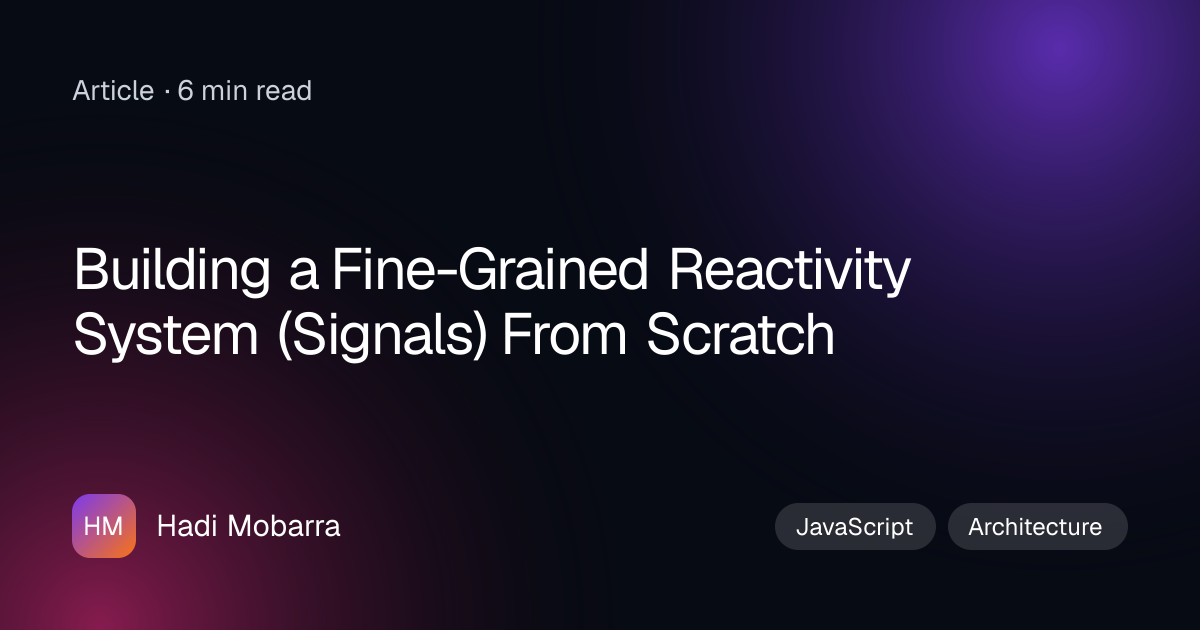 Article · 6 min read
Building a Fine-Grained Reactivity
System (Signals) From Scratch
HM
Hadi Mobarra
JavaScript
Architecture